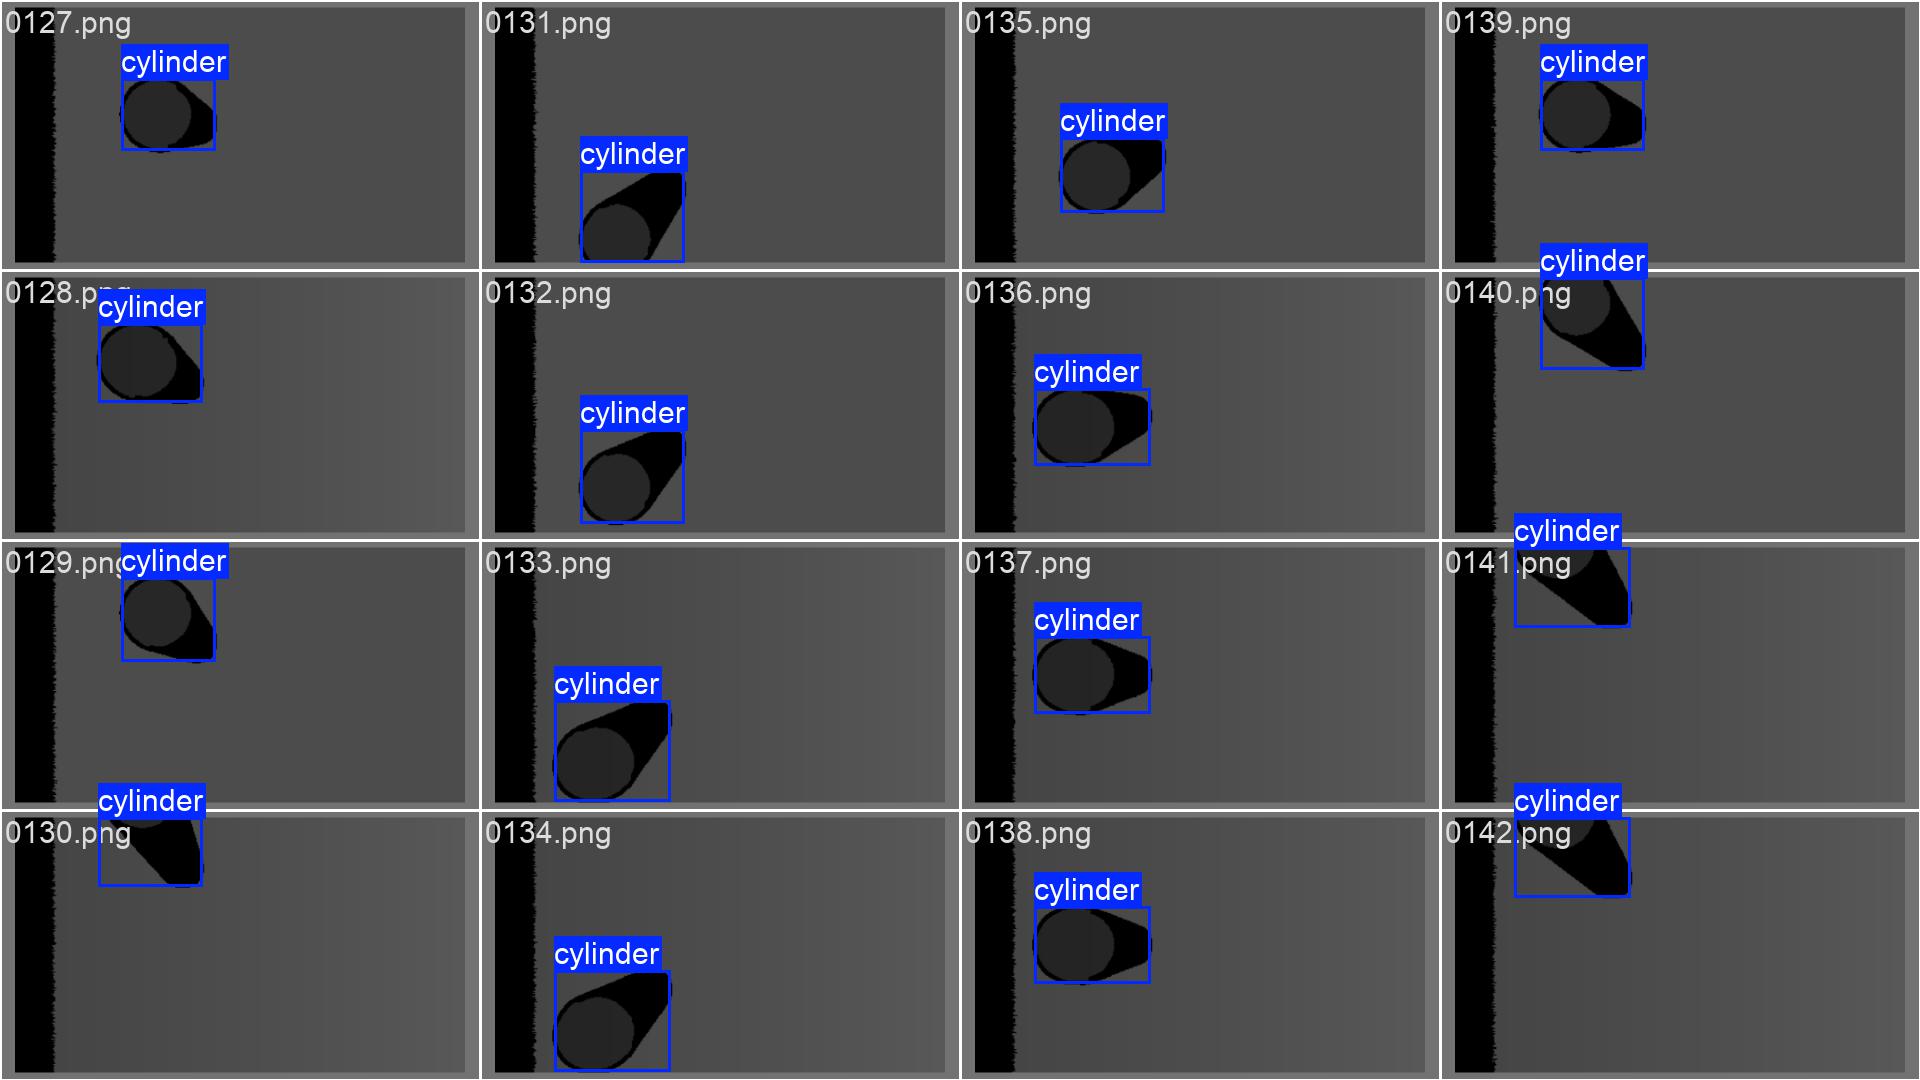 0127.png
cylinder
0131.png
cylinder
0135.png
cylinder
0139.png
cylinder
0128.png
cylinder
0132.png
cylinder
0136.png
cylinder
0140.png
cylinder
0129.png
cylinder
0133.png
cylinder
0137.png
cylinder
0141.png
cylinder
0130.png
cylinder
0134.png
cylinder
0138.png
cylinder
0142.png
cylinder